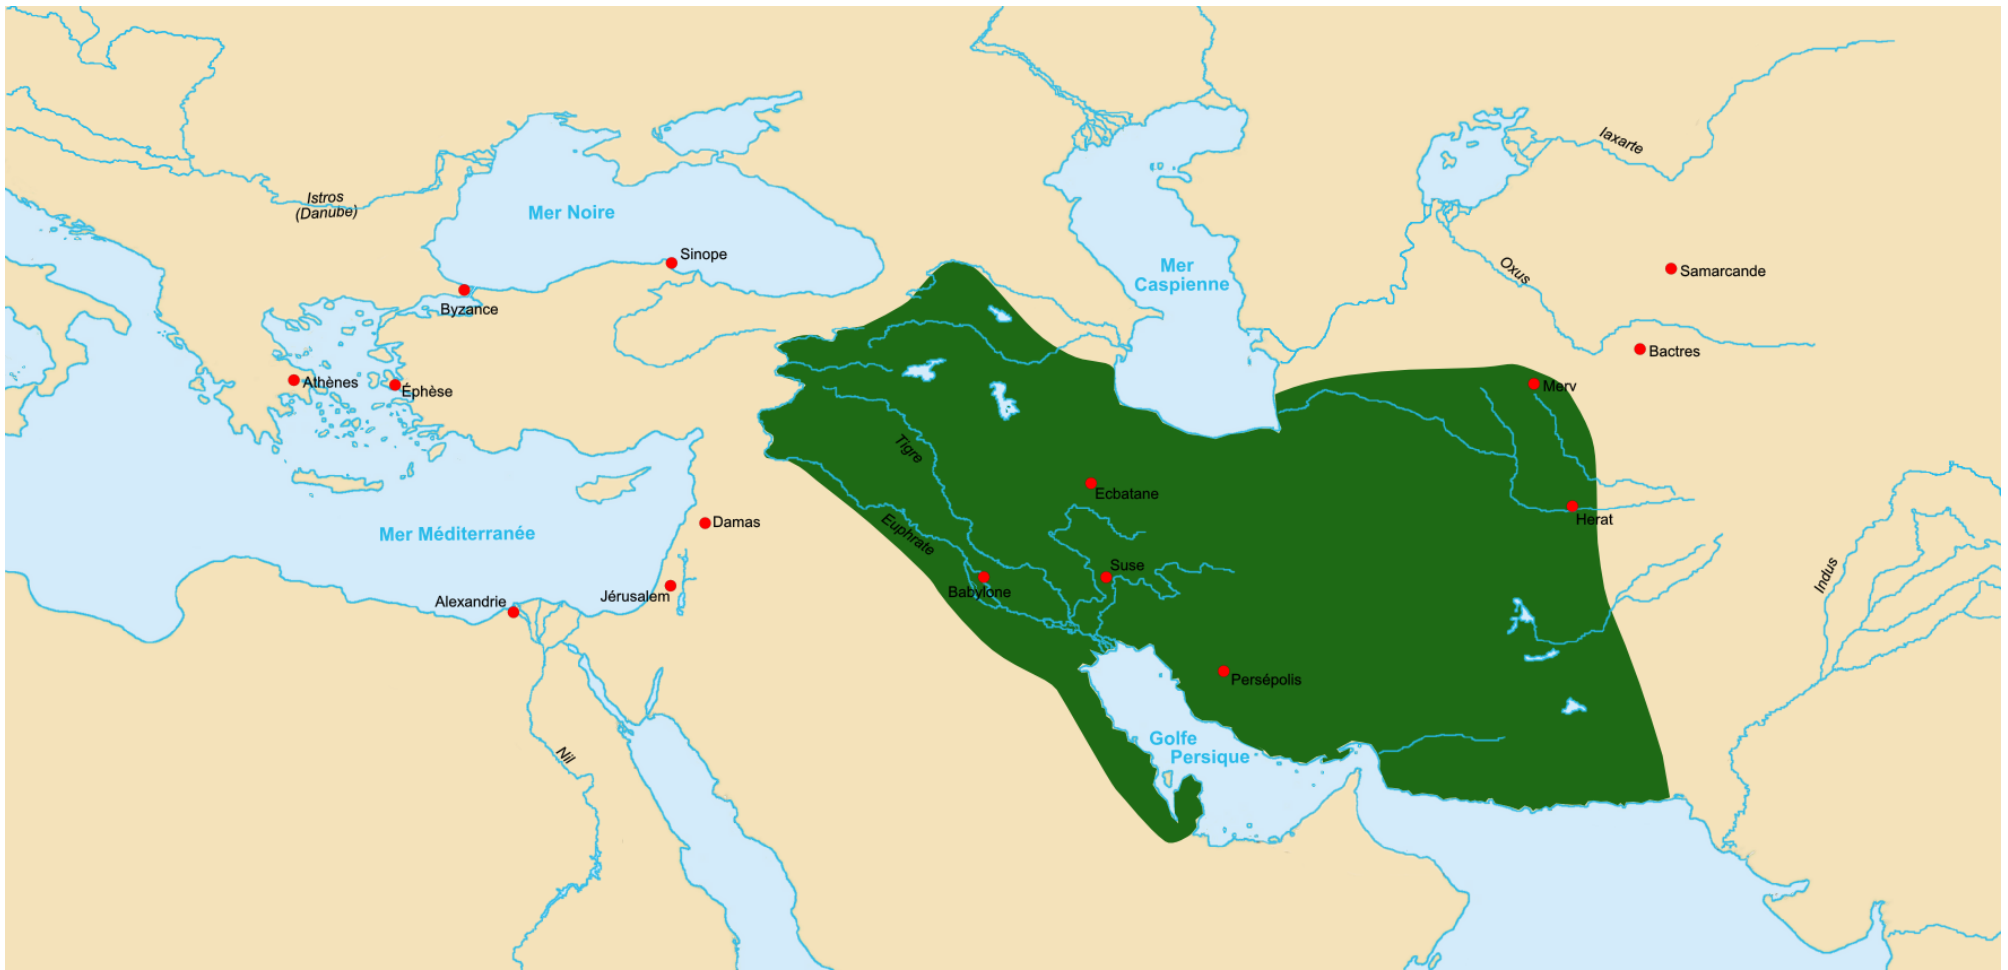 Iaxarte
Istros
(Danube)
Mer Noire
Sinope
Mer
Caspienne
Oxus
Samarcande
Byzance
Bactres
Athènes
Éphèse
Merv
Tigre
Ecbatane
Herat
Damas
Mer Méditerranée
Euphrate
Suse
Babylone
Indus
Alexandrie
Jérusalem
Persépolis
Golfe
Persique
Nil